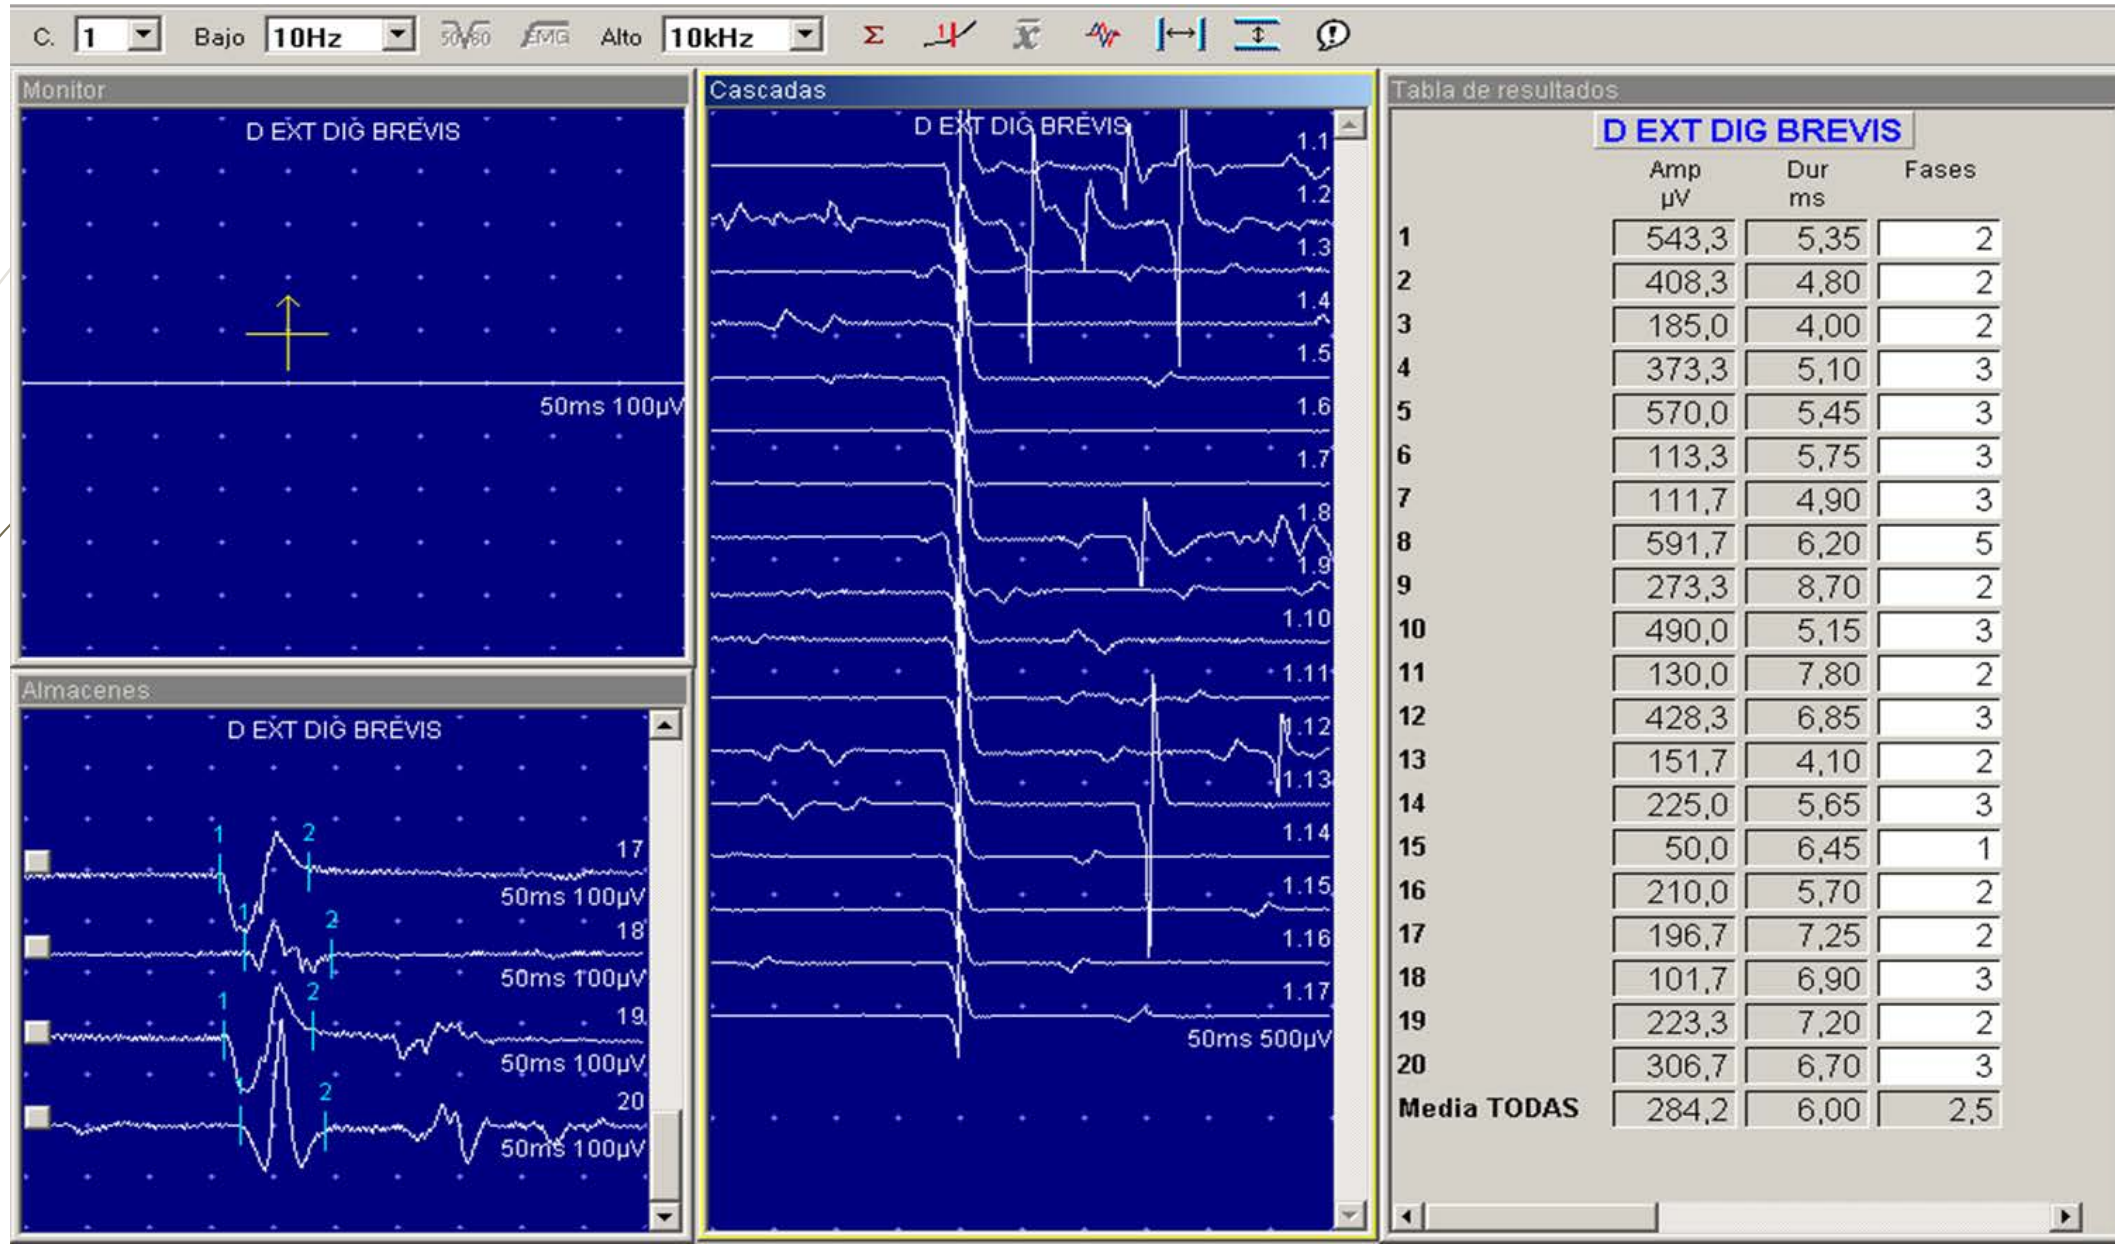 C. 1 Bajo 10Hz 50/60 EMG Alto 10kHz Σ 1 x
Monitor
D EXT DIG BREVIS
50ms 100µV
Almacenes
D EXT DIG BREVIS
1 2
17
50ms 100µV
1 2
18
50ms 100µV
1 2
19
50ms 100µV
2
20
50ms 100µV
Cascadas
D EXT DIG BREVIS
1.1
1.2
1.3
1.4
1.5
1.6
1.7
1.8
1.9
1.10
1.11
1.12
1.13
1.14
1.15
1.16
1.17
50ms 500µV
Tabla de resultados
D EXT DIG BREVIS
Amp Dur Fases
µV ms
1 543,3 5,35 2
2 408,3 4,80 2
3 185,0 4,00 2
4 373,3 5,10 3
5 570,0 5,45 3
6 113,3 5,75 3
7 111,7 4,90 3
8 591,7 6,20 5
9 273,3 8,70 2
10 490,0 5,15 3
11 130,0 7,80 2
12 428,3 6,85 3
13 151,7 4,10 2
14 225,0 5,65 3
15 50,0 6,45 1
16 210,0 5,70 2
17 196,7 7,25 2
18 101,7 6,90 3
19 223,3 7,20 2
20 306,7 6,70 3
Media TODAS 284,2 6,00 2,5